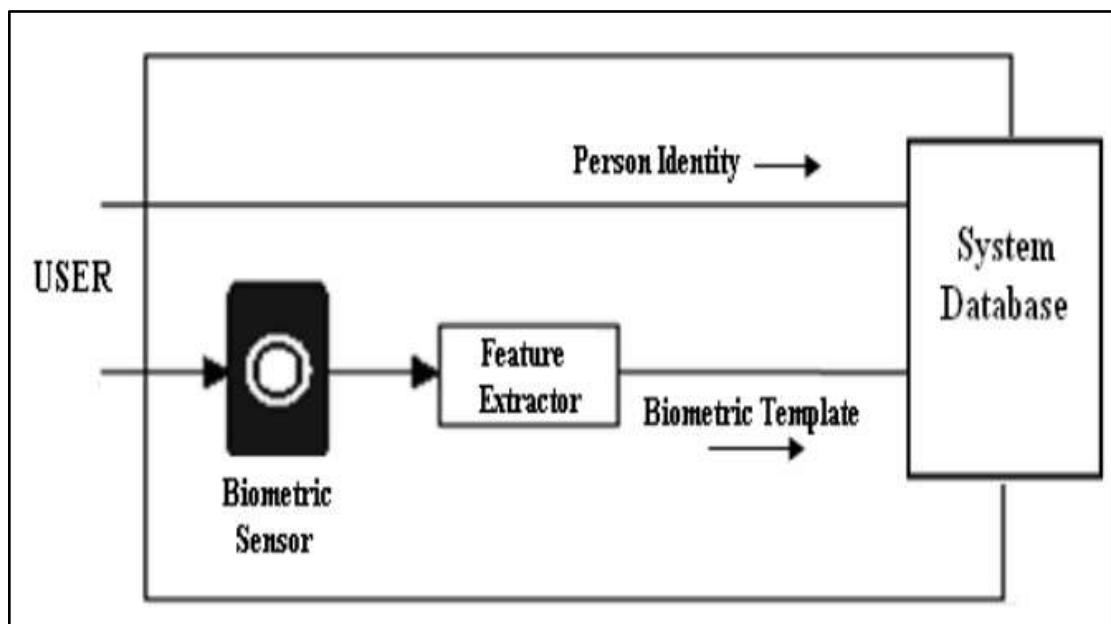 Person Identity
System
Database
USER
Feature
Extractor
Biometric Template
Biometric
Sensor